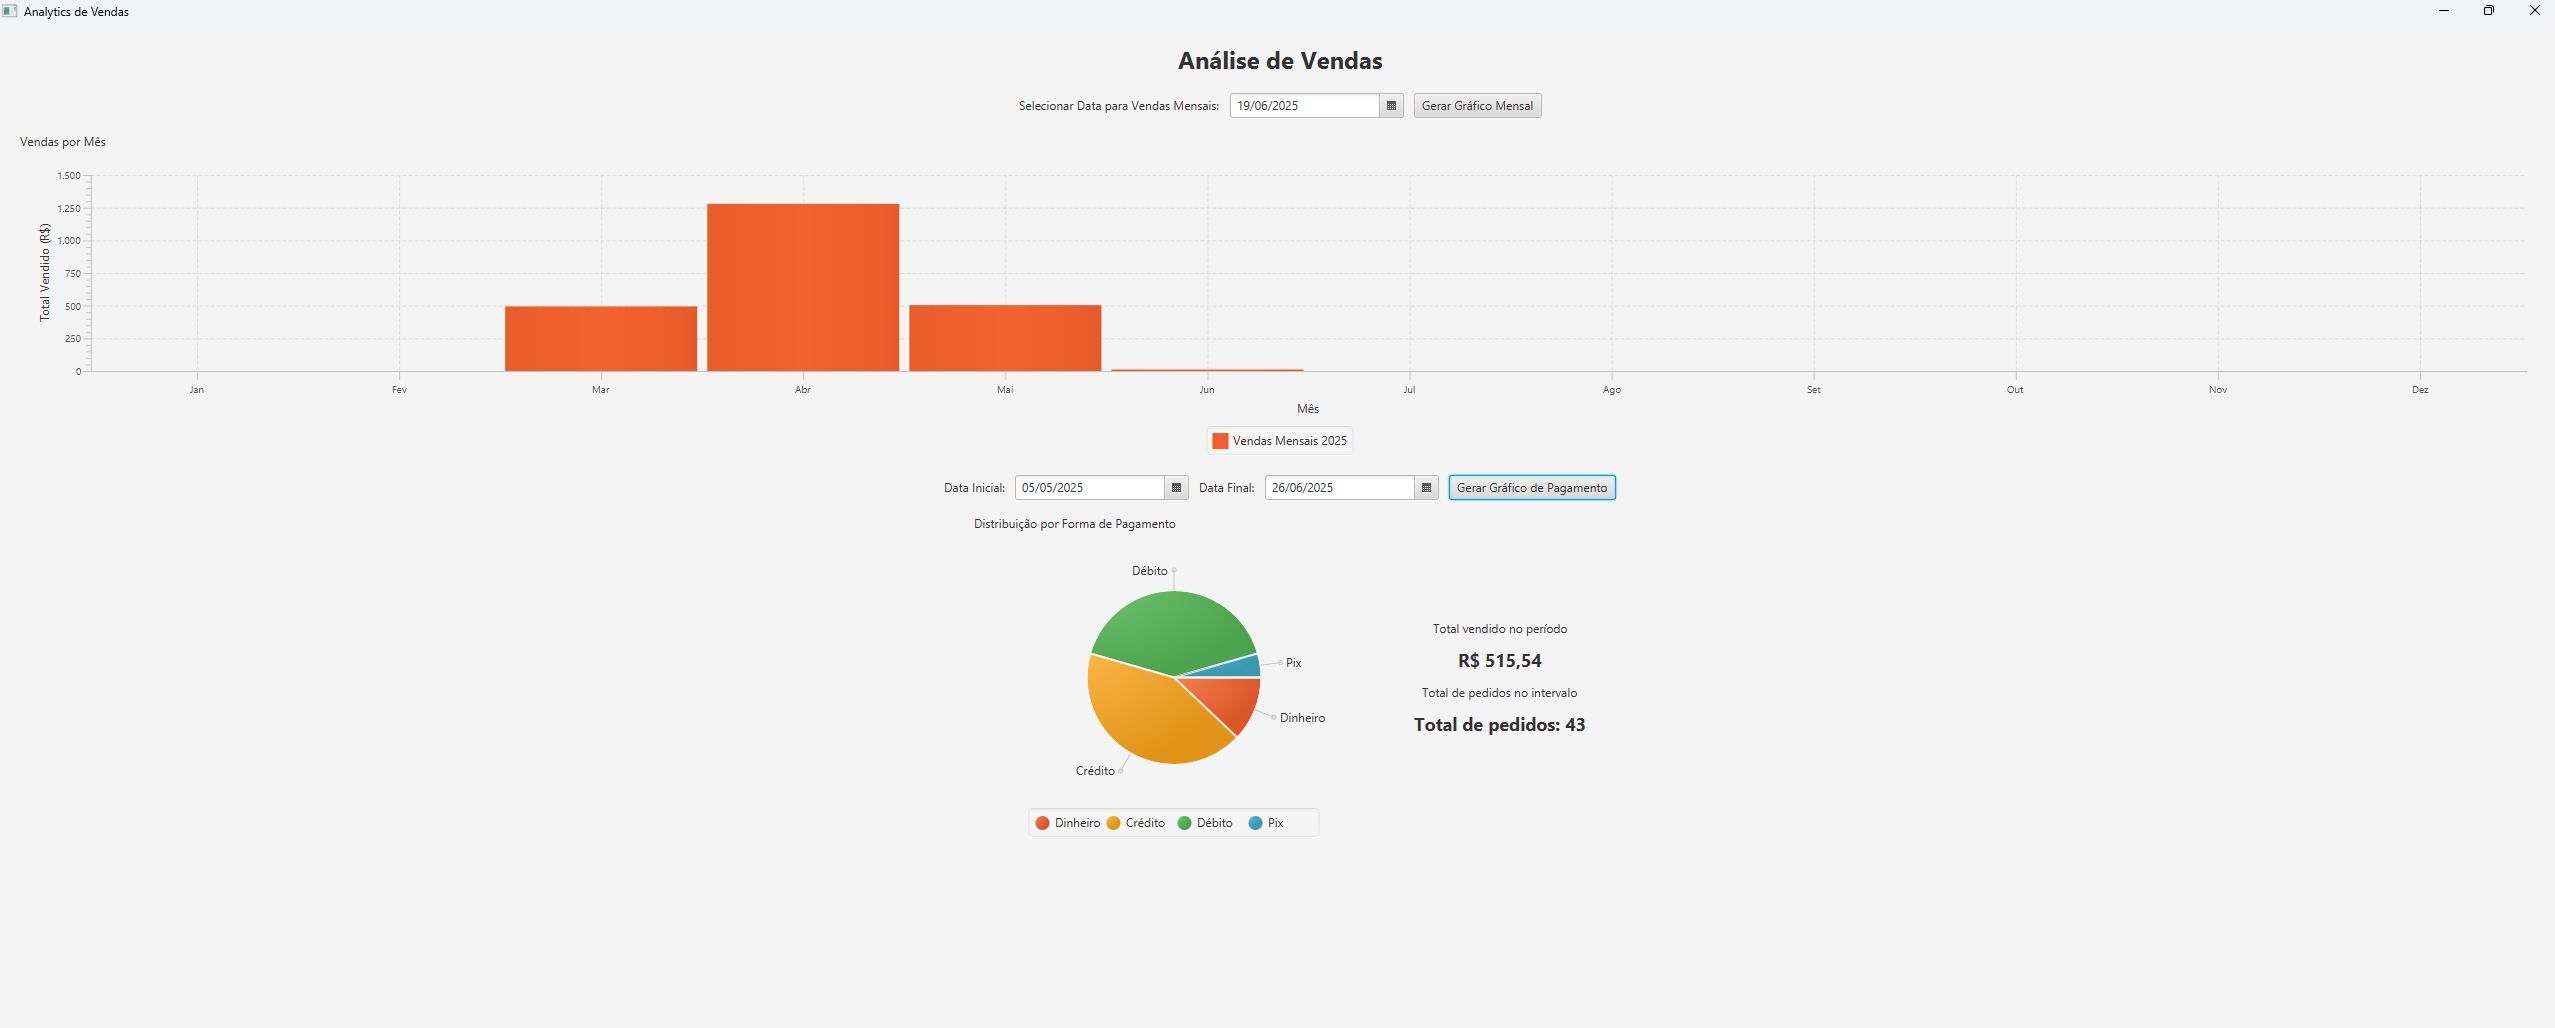 Analytics de Vendas
Análise de Vendas
Selecionar Data para Vendas Mensais: 19/06/2025 Gerar Gráfico Mensal
Vendas por Mês
Total Vendido (R$)
1.500
1.250
1.000
750
500
250
0
Jan Fev Mar Abr Mai Jun Jul Ago Set Out Nov Dez
Mês
Vendas Mensais 2025
Data Inicial: 05/05/2025 Data Final: 26/06/2025 Gerar Gráfico de Pagamento
Distribuição por Forma de Pagamento
Débito
Pix
Dinheiro
Crédito
Total vendido no período
R$ 515,54
Total de pedidos no intervalo
Total de pedidos: 43
Dinheiro Crédito Débito Pix